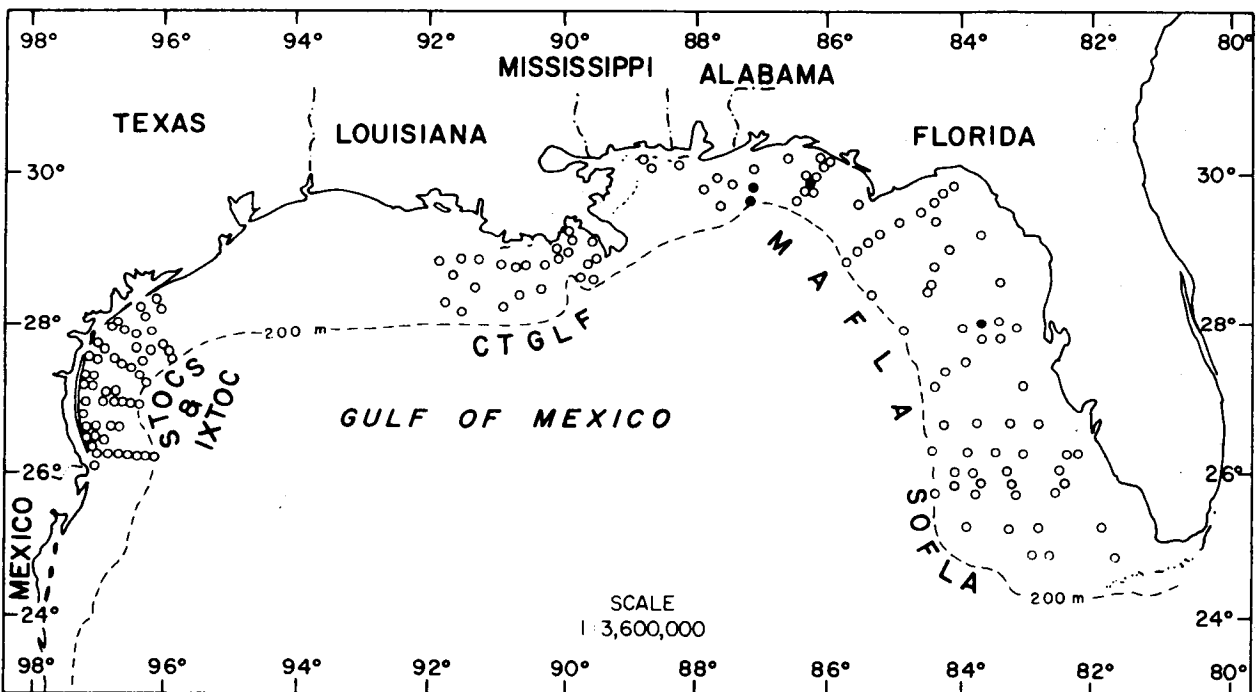 98° 96° 94° 92° 90° 88° 86° 84° 82° 80°
MISSISSIPPI ALABAMA
TEXAS LOUISIANA FLORIDA
30° 30°
MAFLA
28° 28°
200 m
CTGLF
STOCS
&
IXTOC
GULF OF MEXICO
26° 26°
SOFLA
MEXICO
200 m
SCALE
1:3,600,000
24° 24°
98° 96° 94° 92° 90° 88° 86° 84° 82° 80°